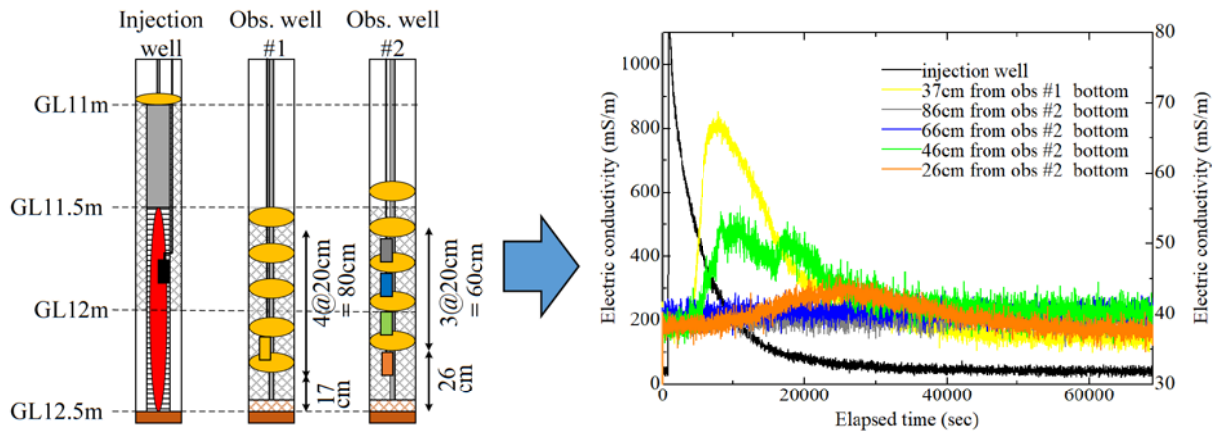 Injection well
Obs. well #1
Obs. well #2
GL11m
GL11.5m
GL12m
GL12.5m
4@20cm
= 80cm
17
cm
3@20cm
= 60cm
26
cm
Electric conductivity (mS/m)
1000
800
600
400
200
0
injection well
37cm from obs #1 bottom
86cm from obs #2 bottom
66cm from obs #2 bottom
46cm from obs #2 bottom
26cm from obs #2 bottom
80
70
60
50
40
30
Electric conductivity (mS/m)
0
20000
40000
60000
Elapsed time (sec)